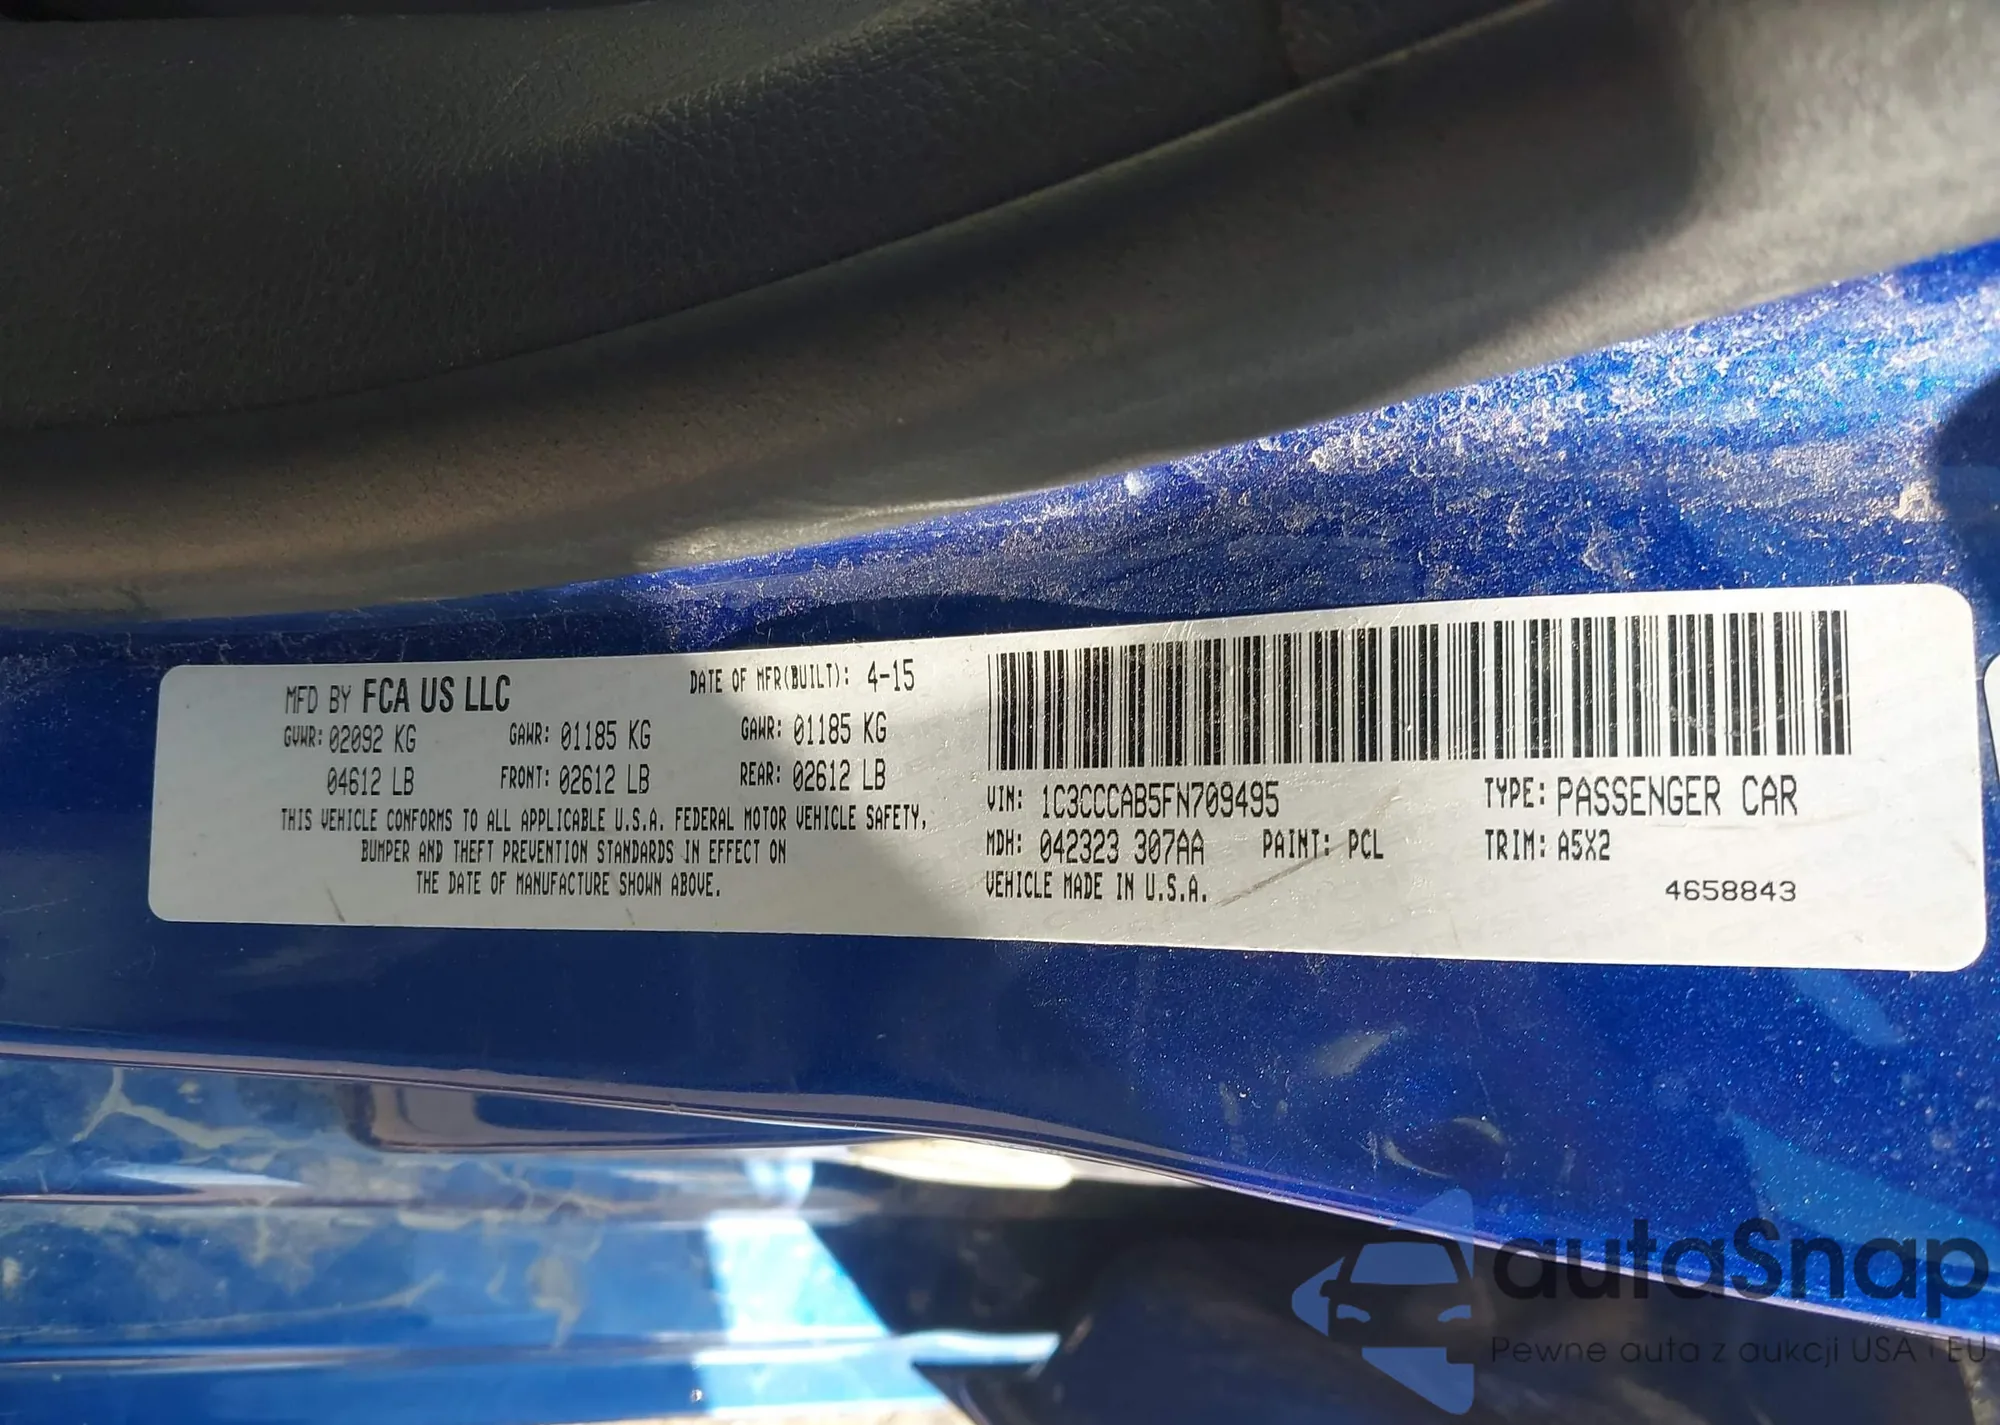 MFD BY FCA US LLC
DATE OF MFR(BUILT): 4-15
GVWR: 02092 KG GAWR: 01185 KG GAWR: 01185 KG
04612 LB FRONT: 02612 LB REAR: 02612 LB
THIS VEHICLE CONFORMS TO ALL APPLICABLE U.S.A. FEDERAL MOTOR VEHICLE SAFETY,
BUMPER AND THEFT PREVENTION STANDARDS IN EFFECT ON
THE DATE OF MANUFACTURE SHOWN ABOVE.
VIN: 1C3CCCAB5FN709495 TYPE: PASSENGER CAR
MDH: 042323 307AA PAINT: PCL TRIM: A5X2
VEHICLE MADE IN U.S.A.
4658843
autaSnap
Pewne auta z aukcji USA i EU